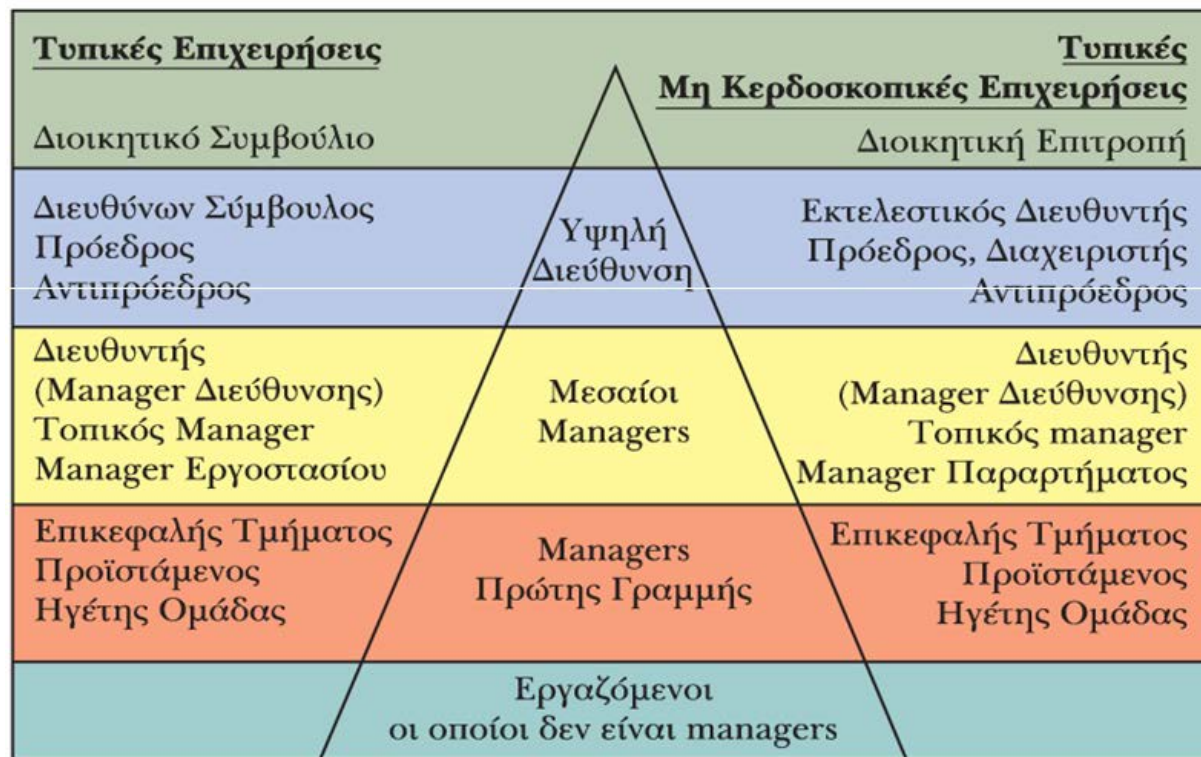 Τυπικές Επιχειρήσεις
Διοικητικό Συμβούλιο
Τυπικές
Μη Κερδοσκοπικές Επιχειρήσεις
Διοικητική Επιτροπή
Διευθύνων Σύμβουλος
Πρόεδρος
Αντιπρόεδρος
Υψηλή
Διεύθυνση
Εκτελεστικός Διευθυντής
Πρόεδρος, Διαχειριστής
Αντιπρόεδρος
Διευθυντής
(Manager Διεύθυνσης)
Τοπικός Manager
Manager Εργοστασίου
Μεσαίοι
Managers
Διευθυντής
(Manager Διεύθυνσης)
Τοπικός manager
Manager Παραρτήματος
Επικεφαλής Τμήματος
Προϊστάμενος
Ηγέτης Ομάδας
Managers
Πρώτης Γραμμής
Επικεφαλής Τμήματος
Προϊστάμενος
Ηγέτης Ομάδας
Εργαζόμενοι
οι οποίοι δεν είναι managers